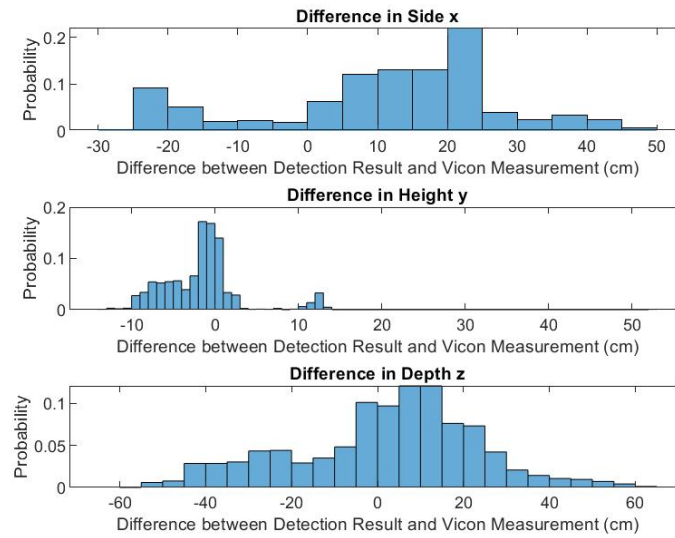 Difference in Side x
0.2
0.1
0
Probability
-30 -20 -10 0 10 20 30 40 50
Difference between Detection Result and Vicon Measurement (cm)
Difference in Height y
0.2
0.1
0
Probability
-10 0 10 20 30 40 50
Difference between Detection Result and Vicon Measurement (cm)
Difference in Depth z
0.1
0.05
0
Probability
-60 -40 -20 0 20 40 60
Difference between Detection Result and Vicon Measurement (cm)